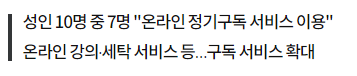 성인 10명 중 7명 "온라인 정기구독 서비스 이용"
온라인 강의·세탁 서비스 등…구독 서비스 확대